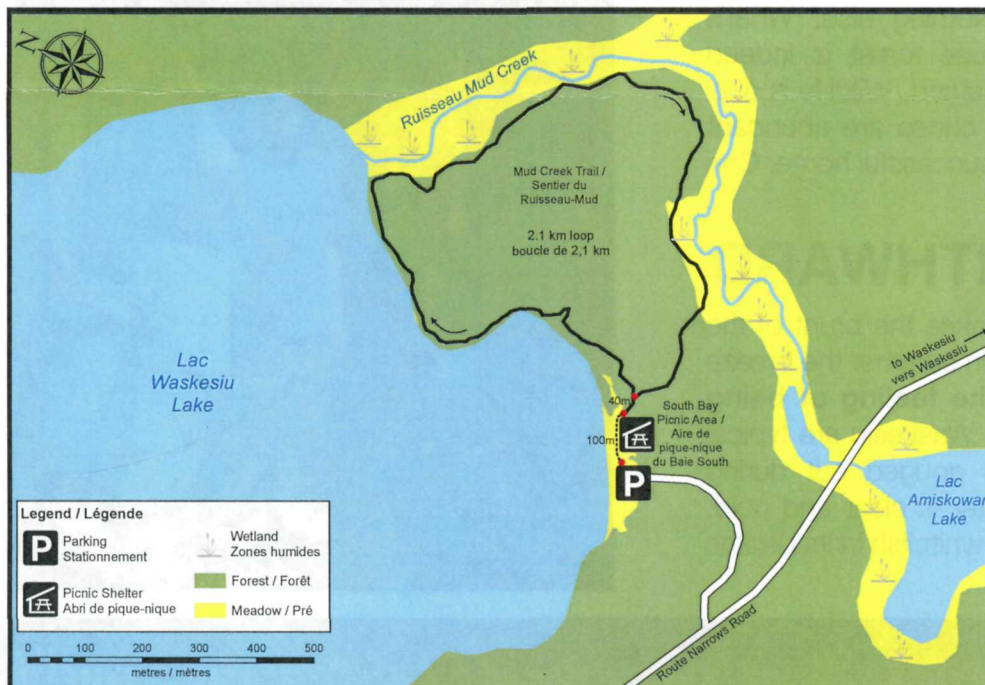 N
Ruisseau Mud Creek
Mud Creek Trail /
Sentier du
Ruisseau-Mud
2.1 km loop
boucle de 2,1 km
Lac
Waskesiu
Lake
to Waskesiu
vers Waskesiu
40m
100m
South Bay
Picnic Area /
Aire de
pique-nique
du Baie South
P
Lac
Amiskowan
Lake
Route Narrows Road
Legend / Légende
P
Parking
Stationnement
Picnic Shelter
Abri de pique-nique
Wetland
Zones humides
Forest / Forêt
Meadow / Pré
0 100 200 300 400 500
metres / mètres